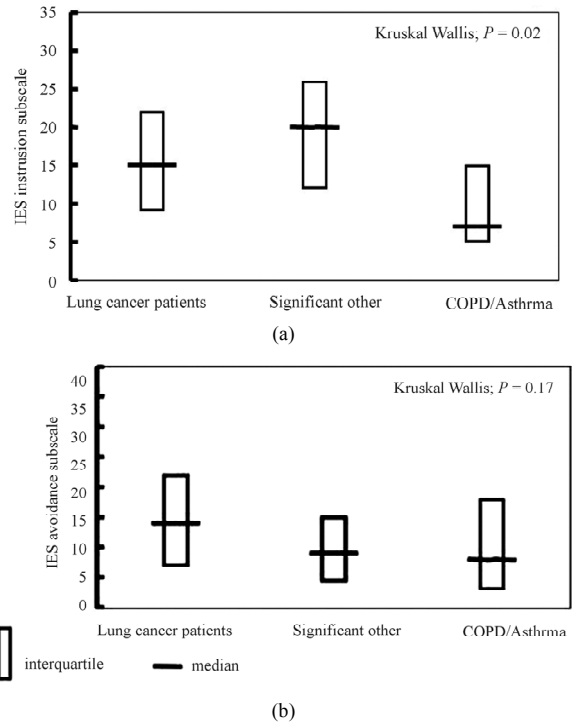 35
Kruskal Wallis; P = 0.02
30
25
20
15
10
5
0
IES instrusion subscale
Lung cancer patients Significant other COPD/Asthrma
(a)
40
Kruskal Wallis; P = 0.17
35
30
25
20
15
10
5
0
IES avoidance subscale
Lung cancer patients Significant other COPD/Asthrma
interquartile median
(b)